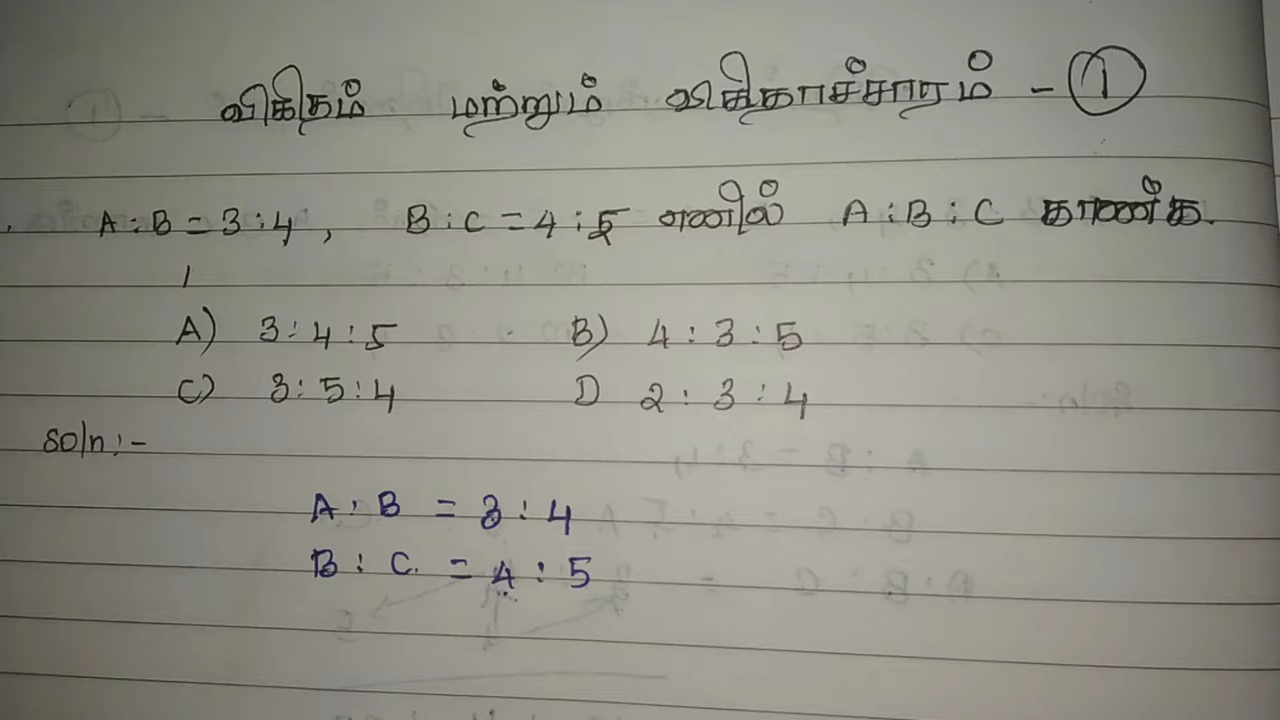 விகிதம் மற்றும் விகிதாச்சாரம் - ①
A : B = 3 : 4 , B : C = 4 : 5 எனில் A : B : C காண்க.
A) 3 : 4 : 5 B) 4 : 3 : 5
C) 3 : 5 : 4 D 2 : 3 : 4
Soln :-
A : B = 3 : 4
B : C = 4 : 5